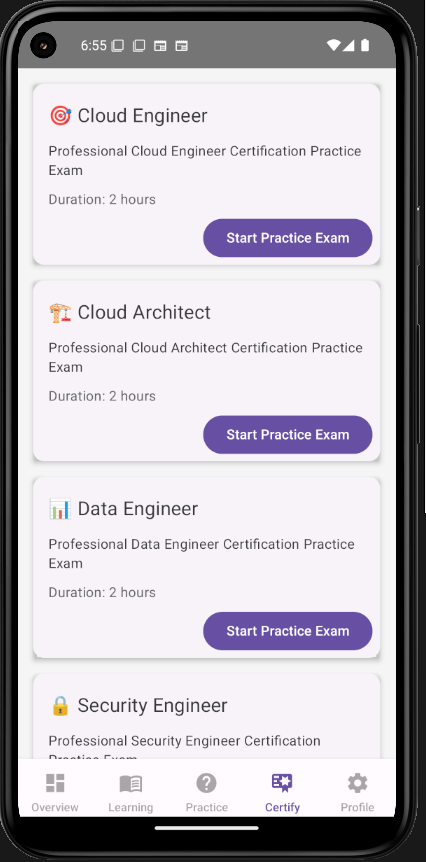 6:55
🎯 Cloud Engineer
Professional Cloud Engineer Certification Practice
Exam
Duration: 2 hours
Start Practice Exam
🏗️ Cloud Architect
Professional Cloud Architect Certification Practice
Exam
Duration: 2 hours
Start Practice Exam
📊 Data Engineer
Professional Data Engineer Certification Practice
Exam
Duration: 2 hours
Start Practice Exam
🔒 Security Engineer
Professional Security Engineer Certification
Practice Exam
Overview Learning Practice Certify Profile